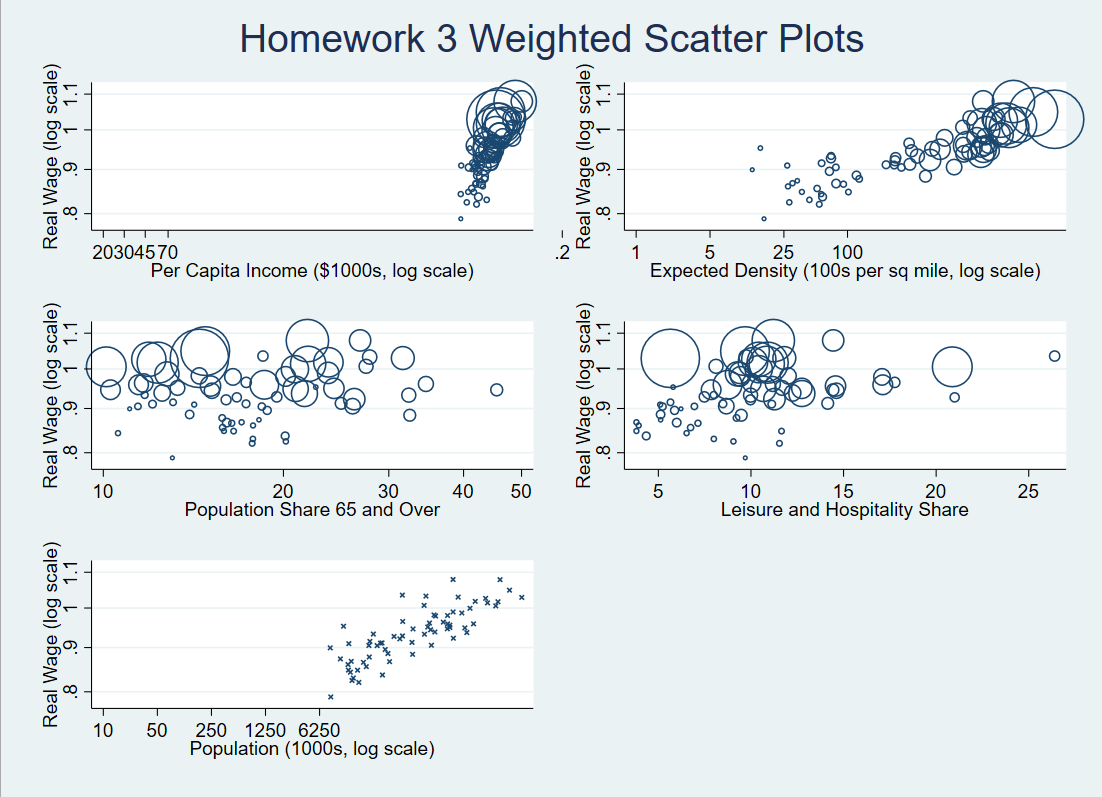 Homework 3 Weighted Scatter Plots
Real Wage (log scale)
.8 .9 1 1.1
20304570
Per Capita Income ($1000s, log scale)
Real Wage (log scale)
.8 .9 1 1.1
.2 1 5 25 100
Expected Density (100s per sq mile, log scale)
Real Wage (log scale)
.8 .9 1 1.1
10 20 30 40 50
Population Share 65 and Over
Real Wage (log scale)
.8 .9 1 1.1
5 10 15 20 25
Leisure and Hospitality Share
Real Wage (log scale)
.8 .9 1 1.1
10 50 250 1250 6250
Population (1000s, log scale)